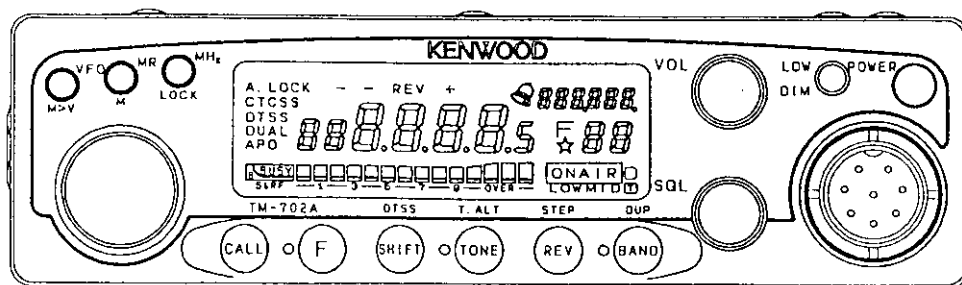 KENWOOD
VFO MR MHz
M>V M LOCK
VOL
LOW POWER
DIM
A. LOCK - - REV +
CTCSS
DTSS
DUAL
APO
5 F
BUSY
S&RF 1 3 5 7 9 OVER
ON AIR
LOW MID
SQL
TM-702A DTSS T. ALT STEP DUP
CALL F SHIFT TONE REV BAND